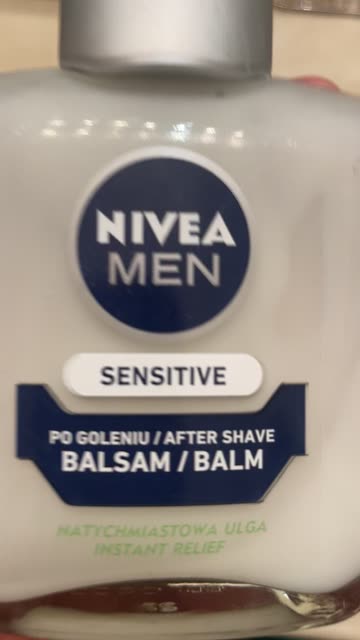 NIVEA
MEN
SENSITIVE
PO GOLENIU / AFTER SHAVE
BALSAM / BALM
NATYCHMIASTOWA ULGA
INSTANT RELIEF